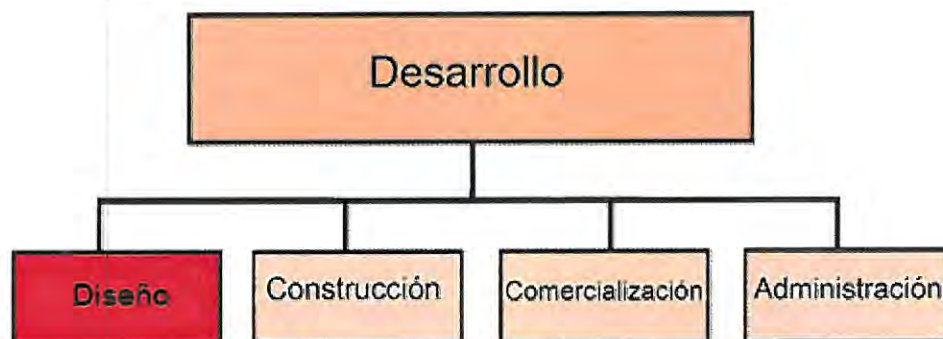 Desarrollo
Diseño
Construcción
Comercialización
Administración